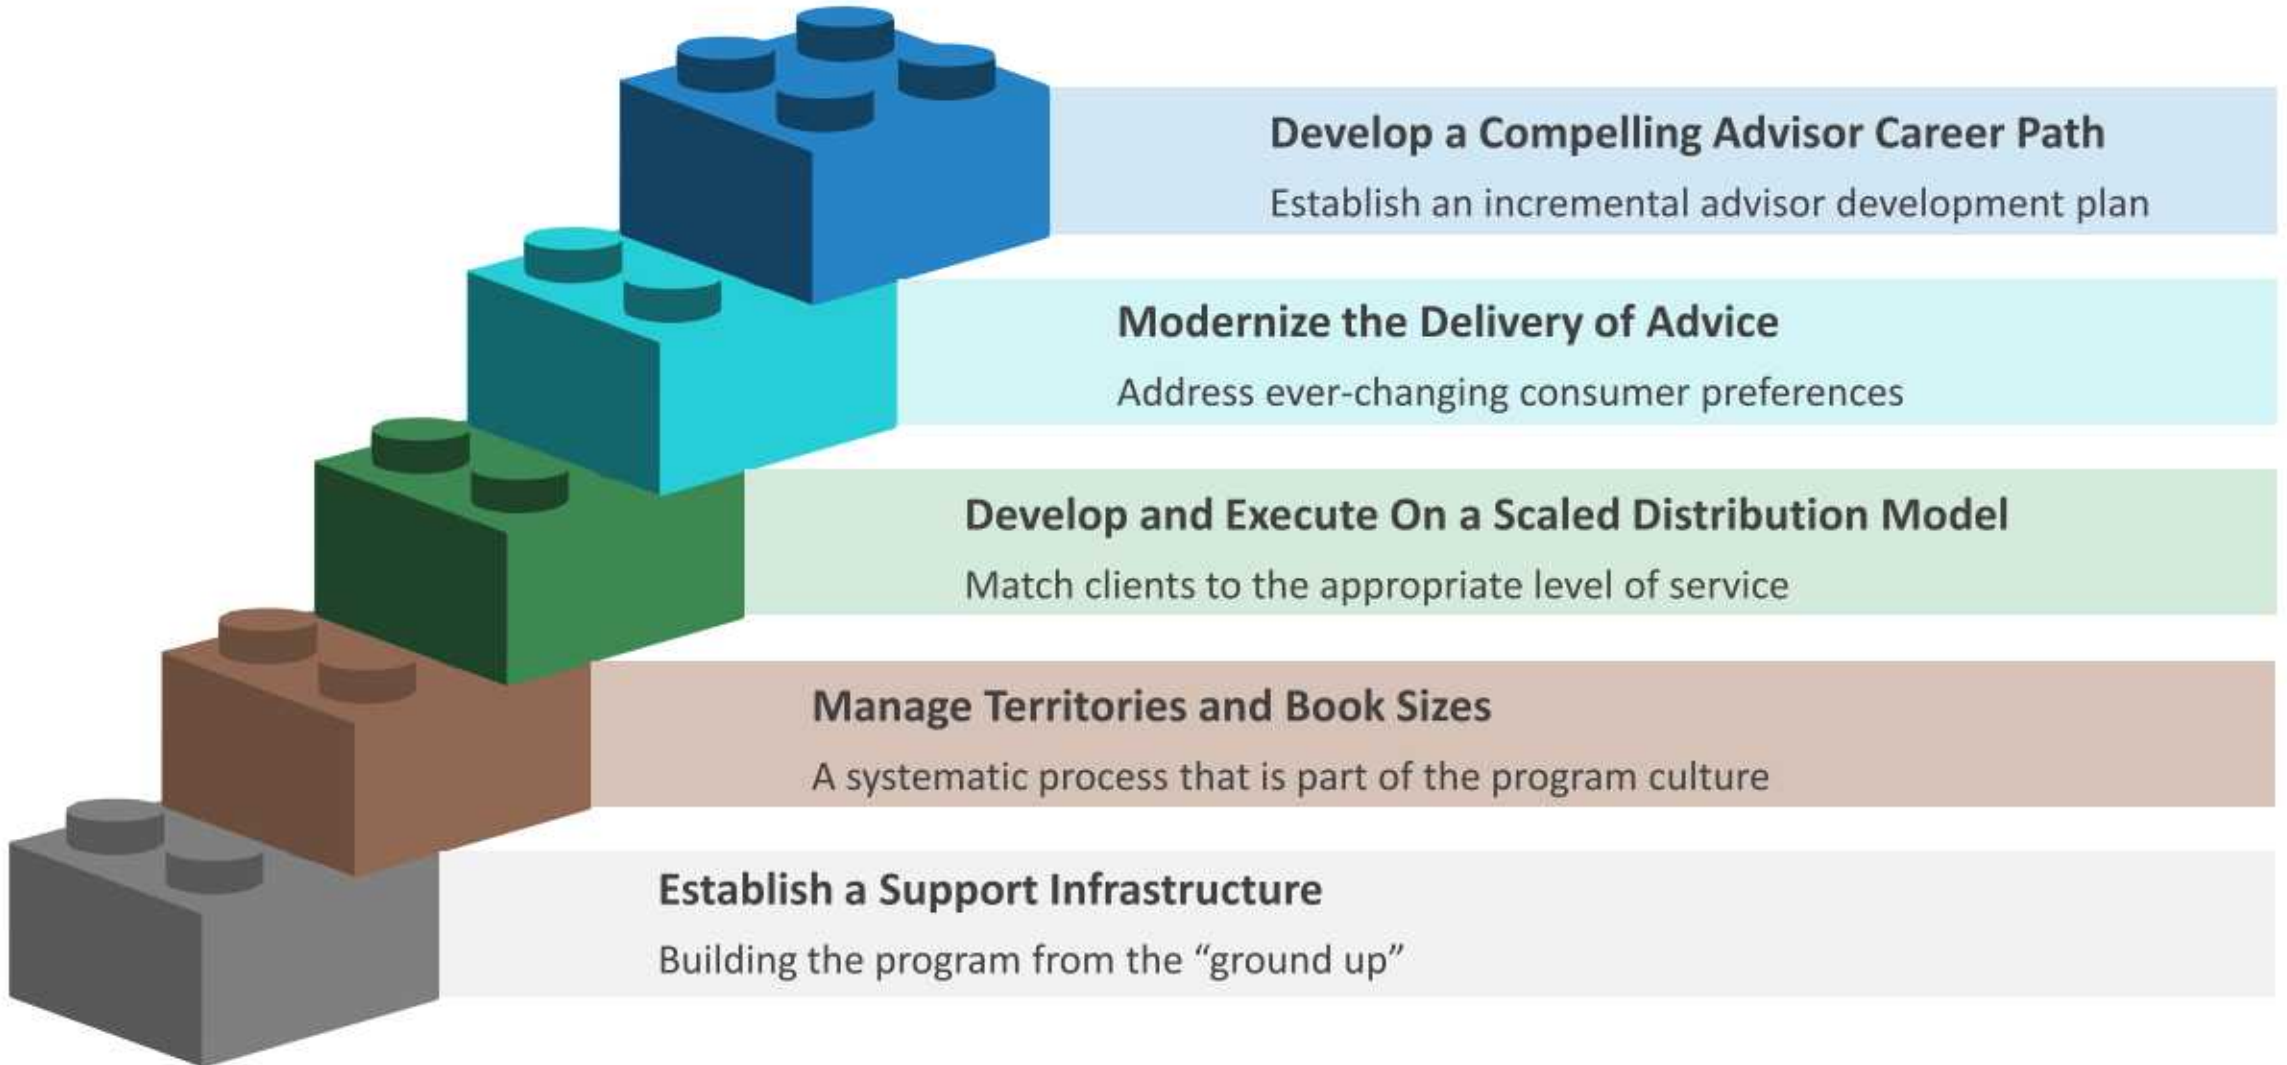 Develop a Compelling Advisor Career Path
Establish an incremental advisor development plan
Modernize the Delivery of Advice
Address ever-changing consumer preferences
Develop and Execute On a Scaled Distribution Model
Match clients to the appropriate level of service
Manage Territories and Book Sizes
A systematic process that is part of the program culture
Establish a Support Infrastructure
Building the program from the “ground up”